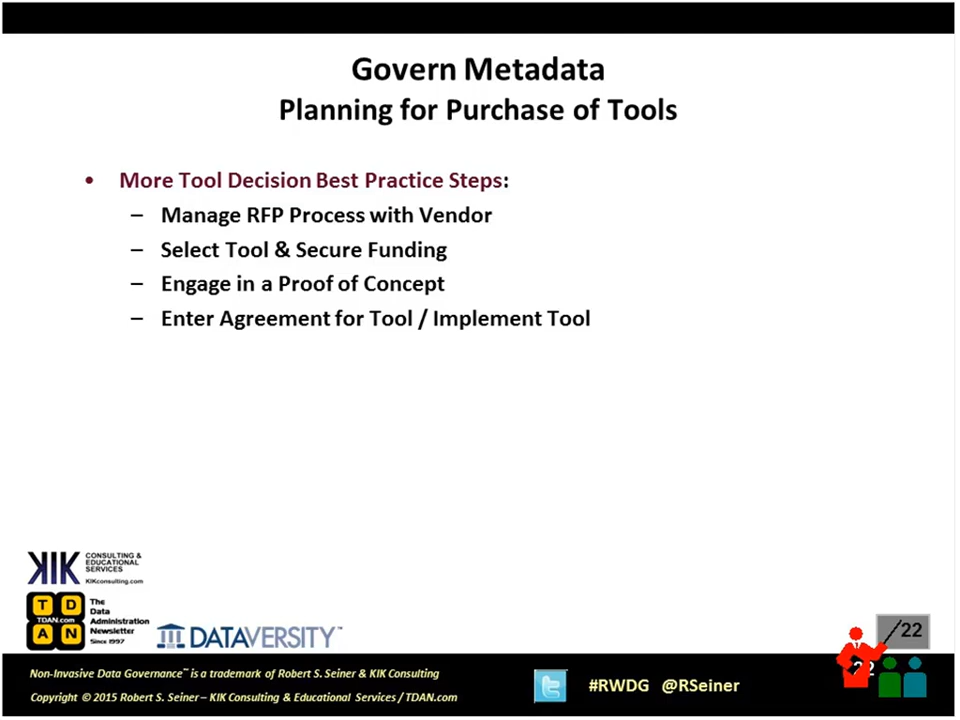 Govern Metadata
Planning for Purchase of Tools
• More Tool Decision Best Practice Steps:
– Manage RFP Process with Vendor
– Select Tool & Secure Funding
– Engage in a Proof of Concept
– Enter Agreement for Tool / Implement Tool
KIK CONSULTING &
EDUCATIONAL
SERVICES
KIKconsulting.com
T D
TDAN.com
A N
The
Data
Administration
Newsletter
Since 1997
DATAVERSITY™
/22
Non-Invasive Data Governance™ is a trademark of Robert S. Seiner & KIK Consulting
Copyright © 2015 Robert S. Seiner – KIK Consulting & Educational Services / TDAN.com
#RWDG @RSeiner